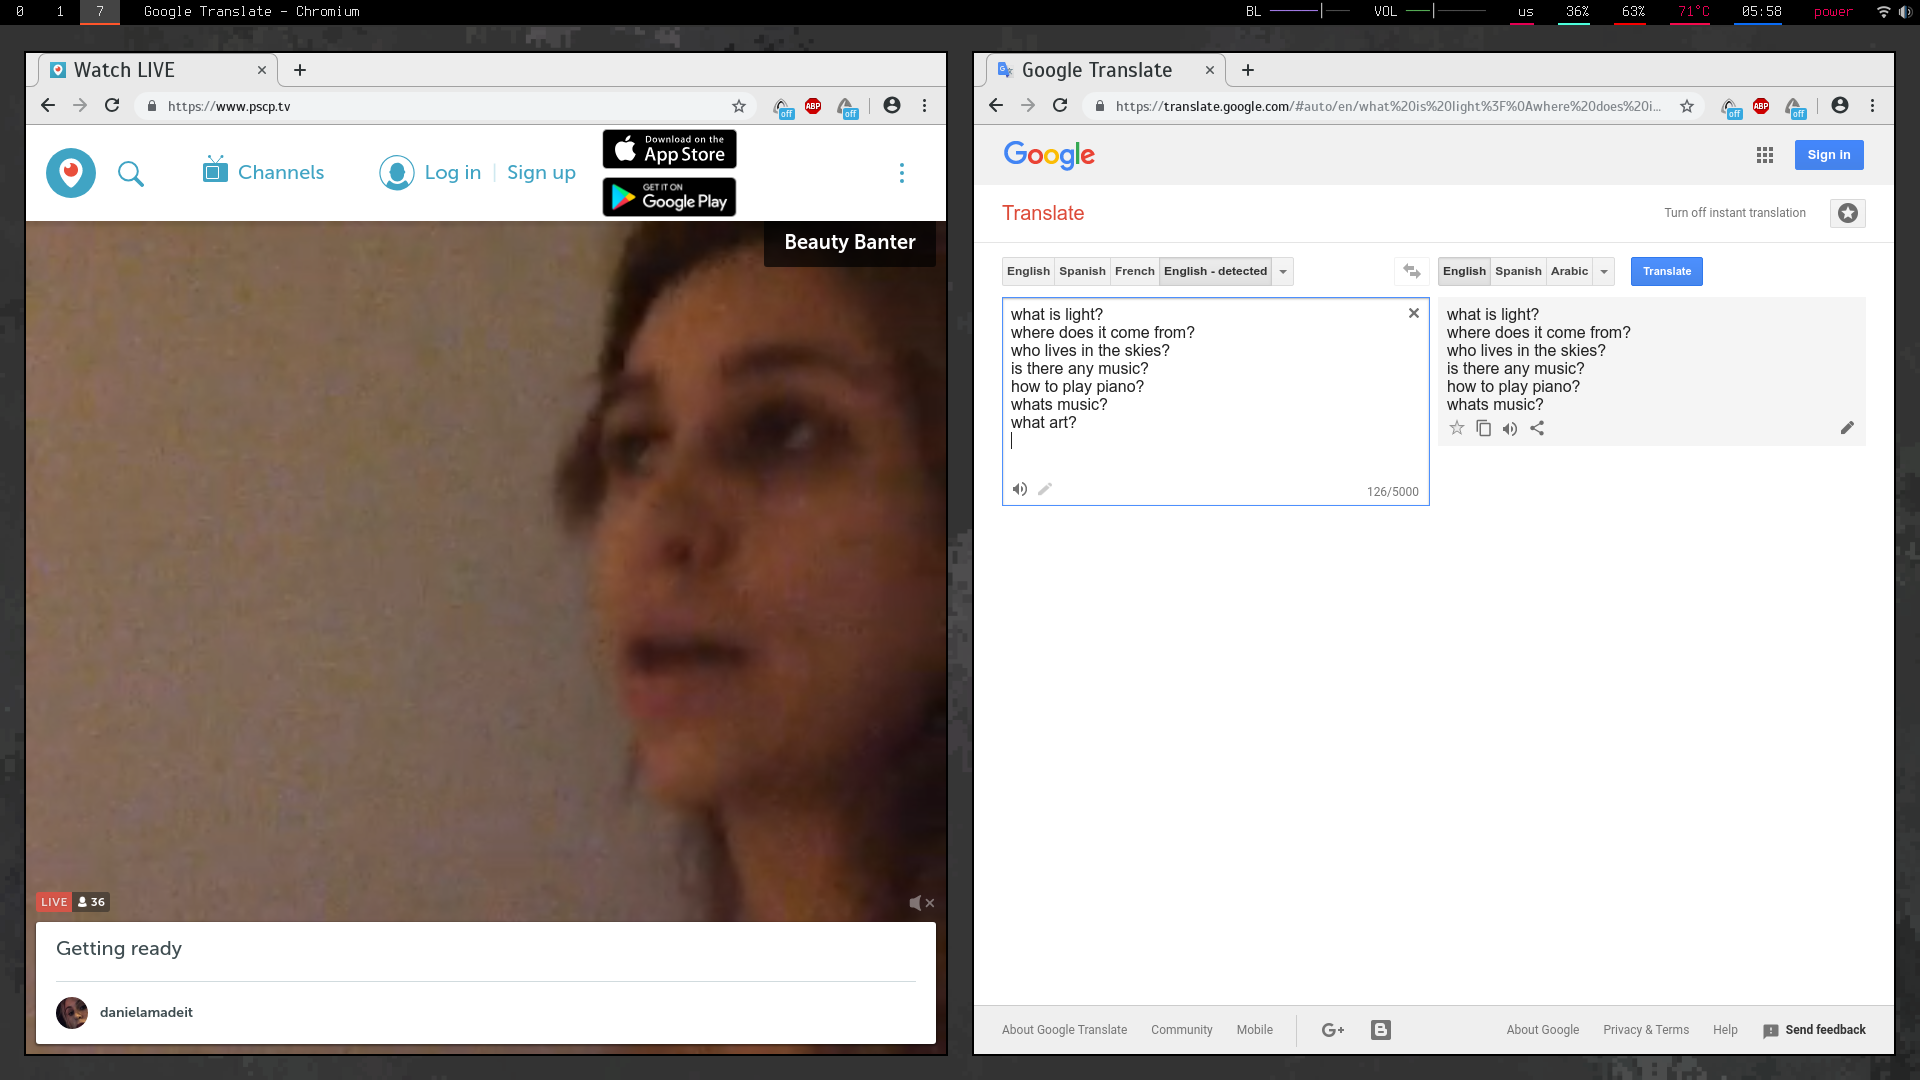 0 1 7 Google Translate - Chromium BL VOL us 36% 63% 71°C 05:58 power
Watch LIVE
https://www.pscp.tv
off ABP off
Channels Log in Sign up
Download on the
App Store
GET IT ON
Google Play
Beauty Banter
LIVE 36
Getting ready
danielamadeit
Google Translate
https://translate.google.com/#auto/en/what%20is%20light%3F%0Awhere%20does%20i...
off ABP off
Google Sign in
Translate Turn off instant translation
English Spanish French English - detected English Spanish Arabic Translate
what is light?
where does it come from?
who lives in the skies?
is there any music?
how to play piano?
whats music?
what art?
126/5000
what is light?
where does it come from?
who lives in the skies?
is there any music?
how to play piano?
whats music?
About Google Translate Community Mobile G+ B About Google Privacy & Terms Help Send feedback